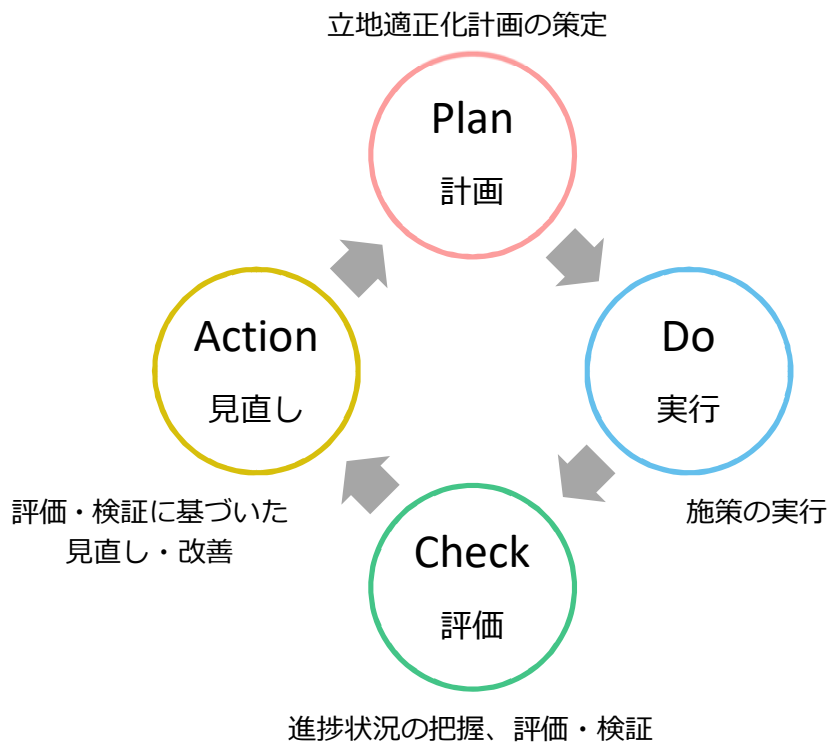 立地適正化計画の策定
Plan
計画
Do
実行
施策の実行
Check
評価
進捗状況の把握、評価・検証
Action
見直し
評価・検証に基づいた
見直し・改善